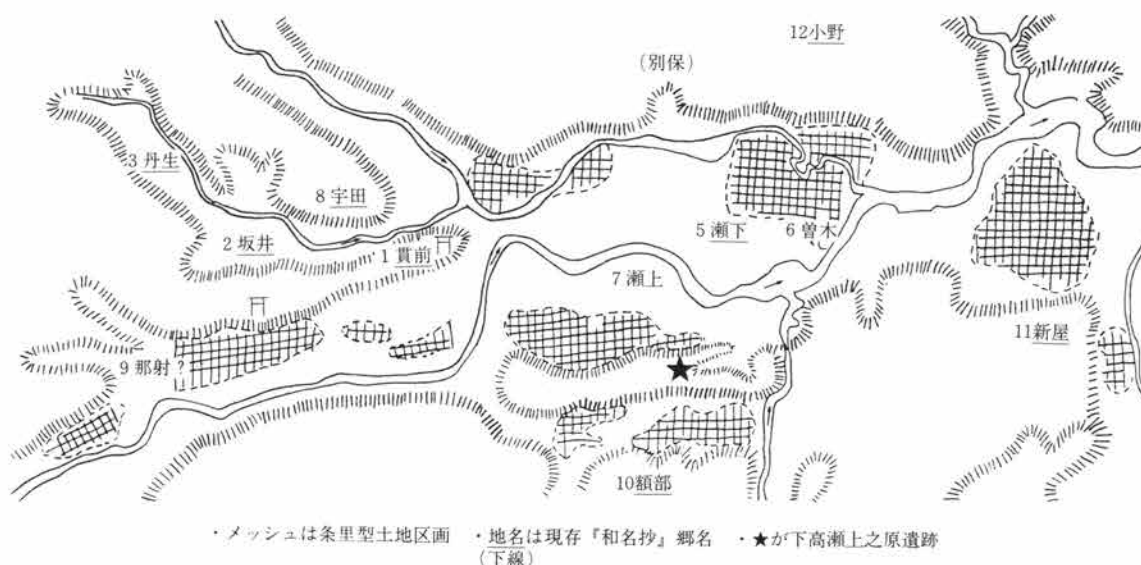 12小野
(別保)
3丹生
8宇田
2坂井
1貫前
5瀬下
6曽木
7瀬上
9那射?
11新屋
10額部
・メッシュは条里型土地区画 ・地名は現存『和名抄』郷名 ・★が下高瀬上之原遺跡
(下線)